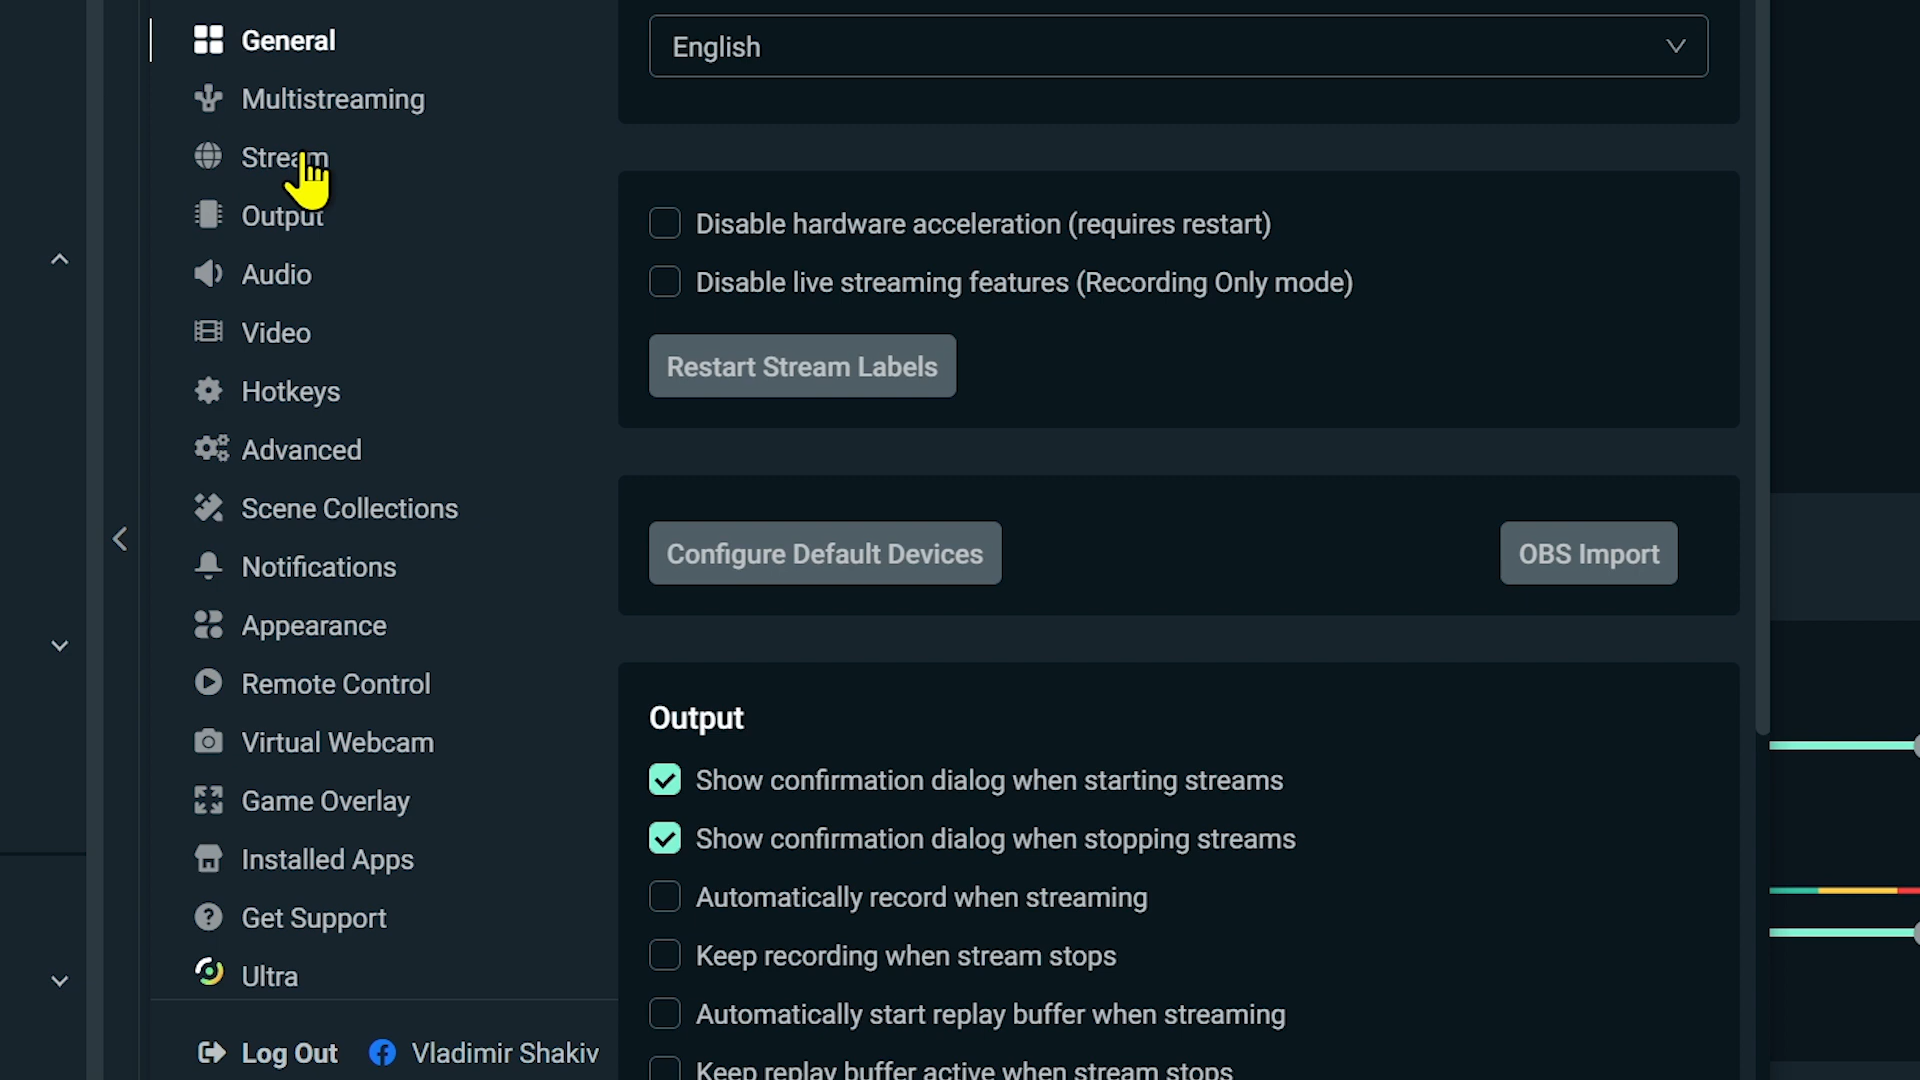 General
Multistreaming
Stream
Output
Audio
Video
Hotkeys
Advanced
Scene Collections
Notifications
Appearance
Remote Control
Virtual Webcam
Game Overlay
Installed Apps
Get Support
Ultra
Log Out
Vladimir Shakiv
English
Disable hardware acceleration (requires restart)
Disable live streaming features (Recording Only mode)
Restart Stream Labels
Configure Default Devices
OBS Import
Output
Show confirmation dialog when starting streams
Show confirmation dialog when stopping streams
Automatically record when streaming
Keep recording when stream stops
Automatically start replay buffer when streaming
Keep replay buffer active when stream stops